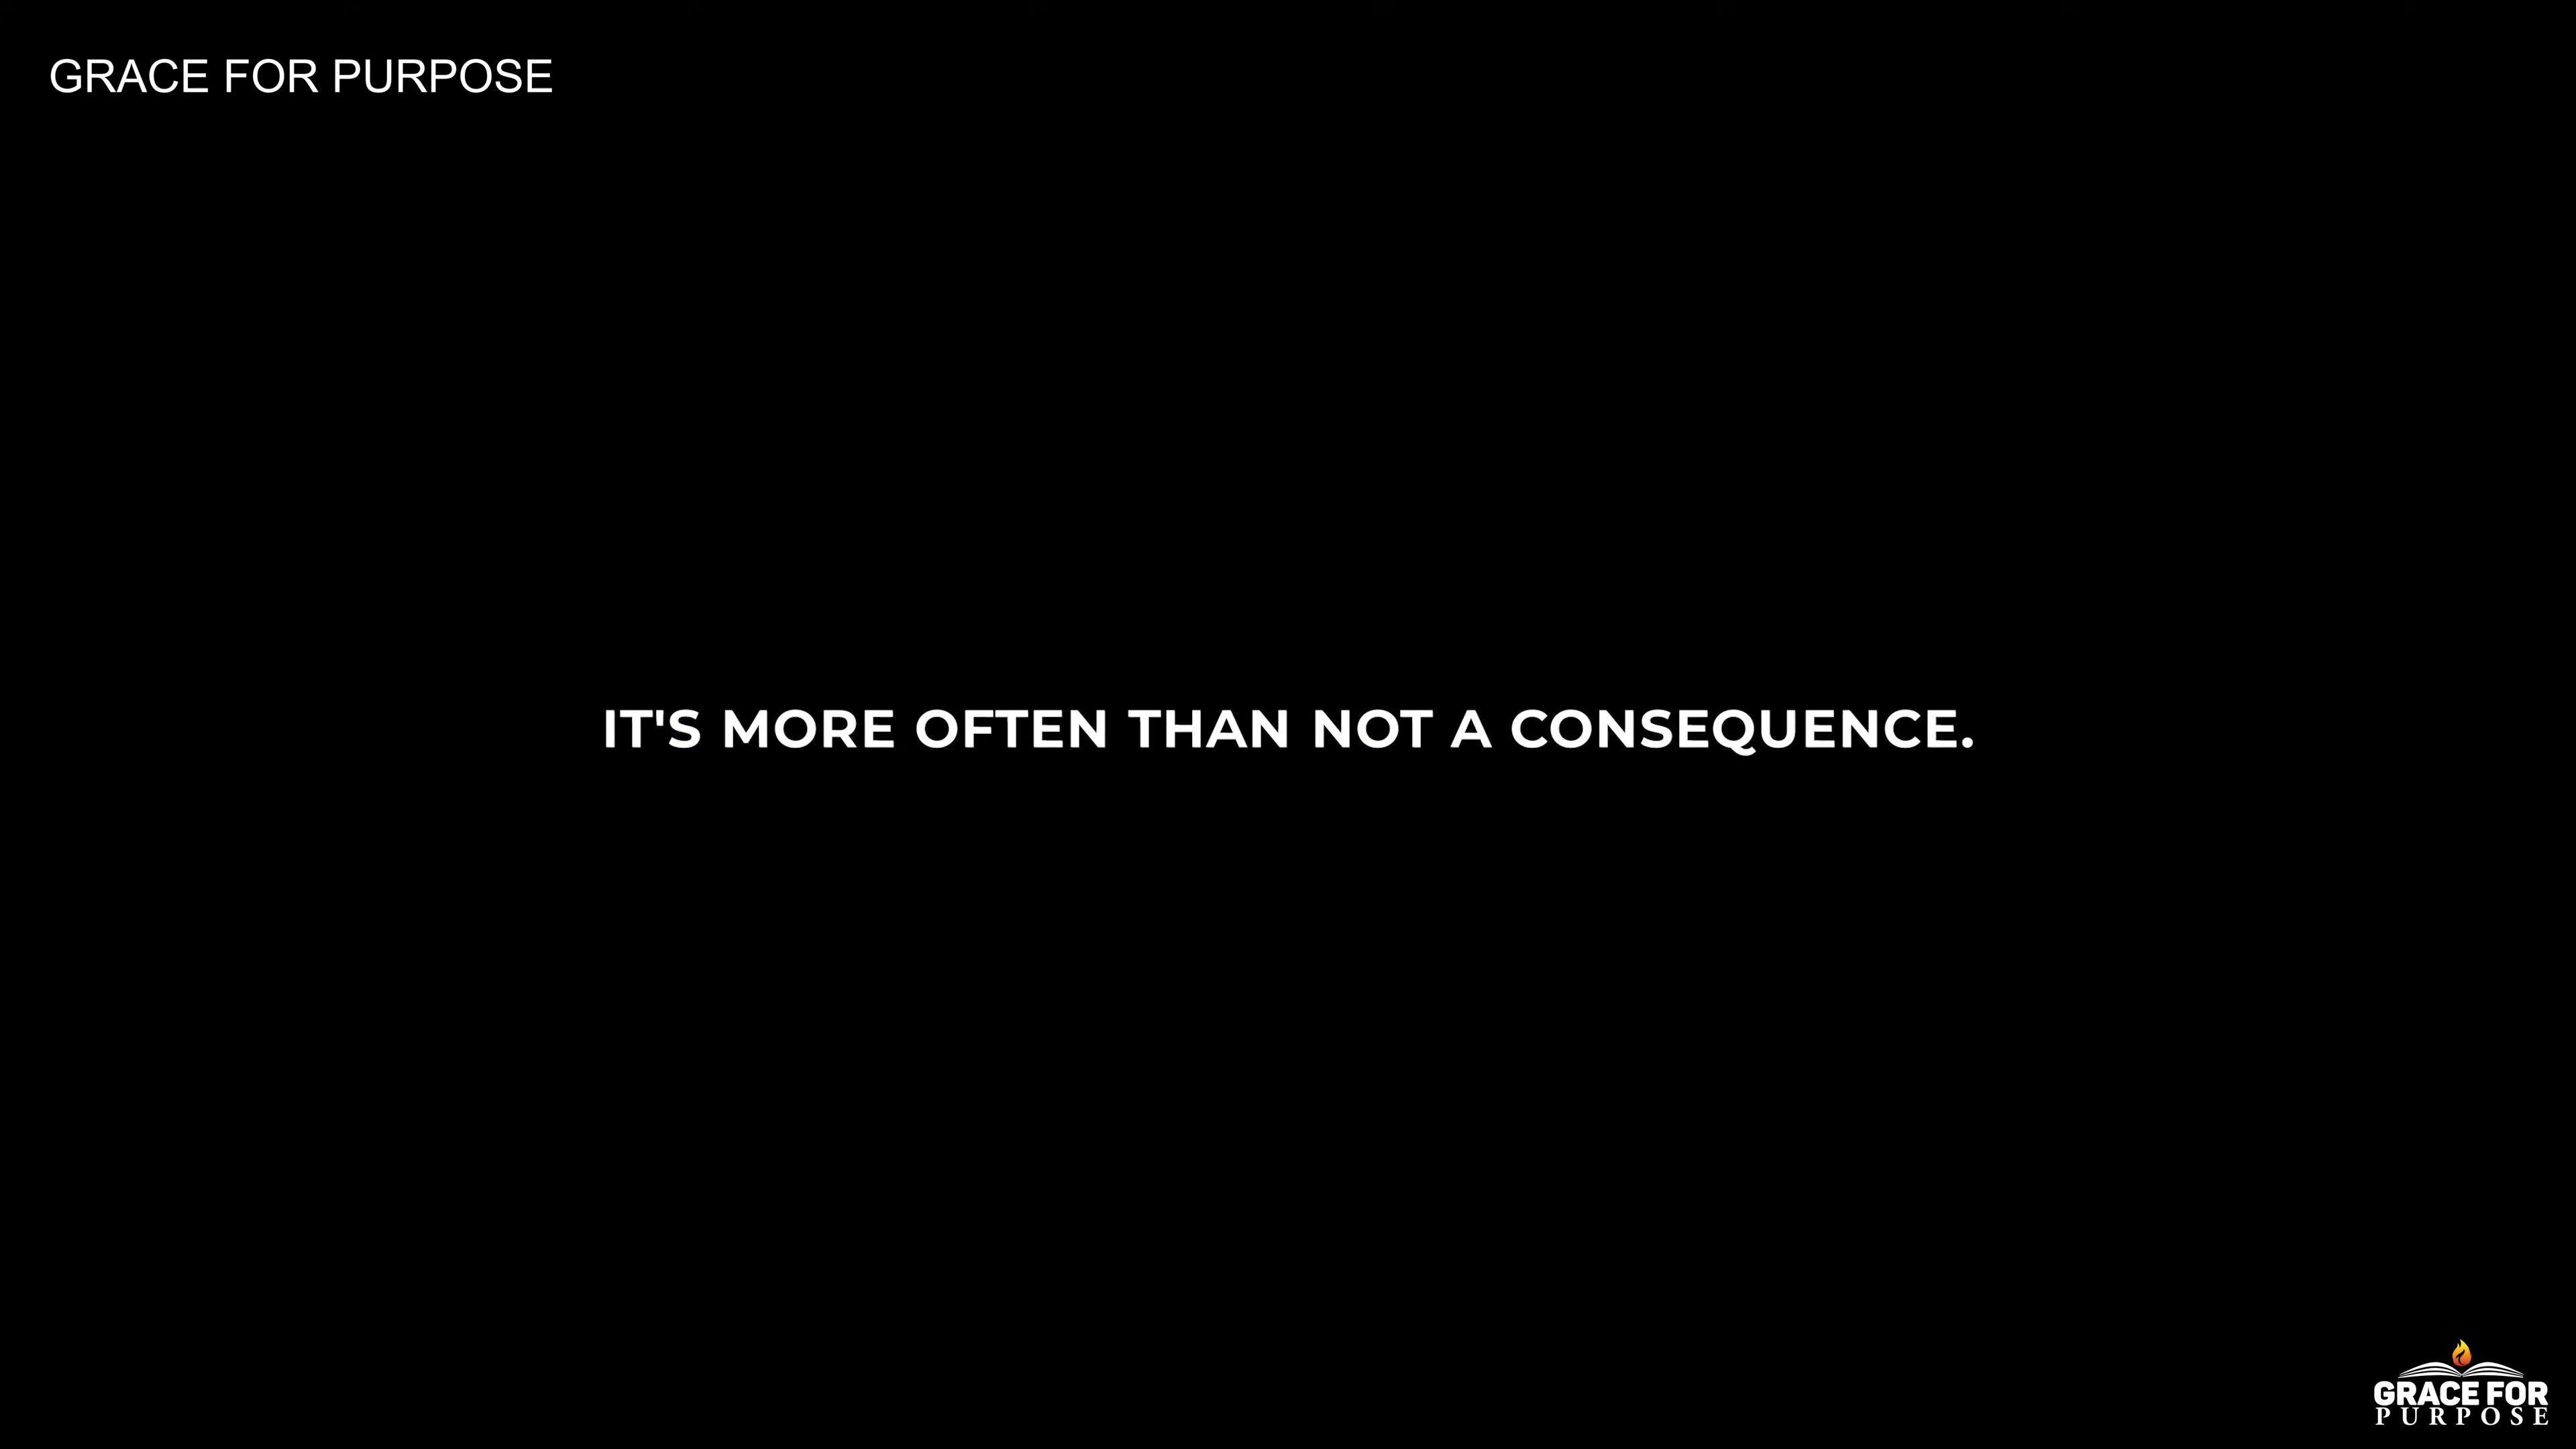 GRACE FOR PURPOSE
IT'S MORE OFTEN THAN NOT A CONSEQUENCE.
GRACE FOR
PURPOSE